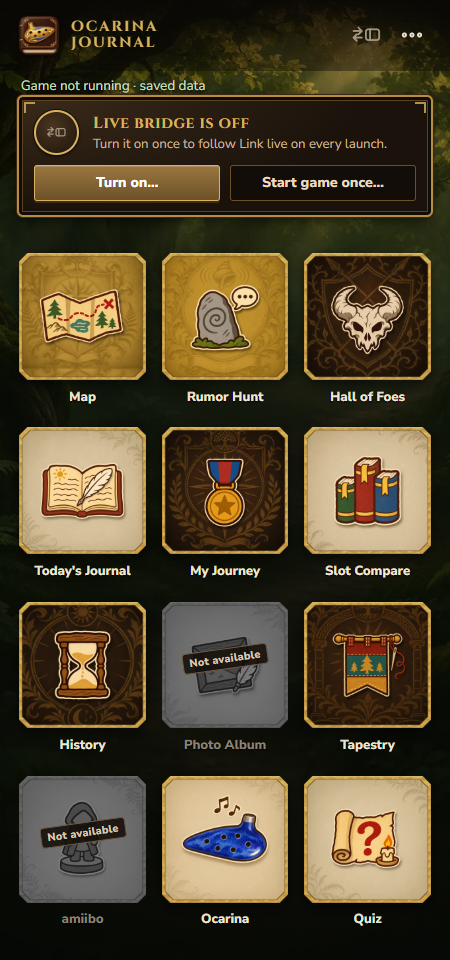 OCARINA
JOURNAL
Game not running · saved data
Live bridge is off
Turn it on once to follow Link live on every launch.
Turn on...
Start game once...
Map
Rumor Hunt
Hall of Foes
Today's Journal
My Journey
Slot Compare
History
Not available
Photo Album
Tapestry
Not available
amiibo
Ocarina
?
Quiz